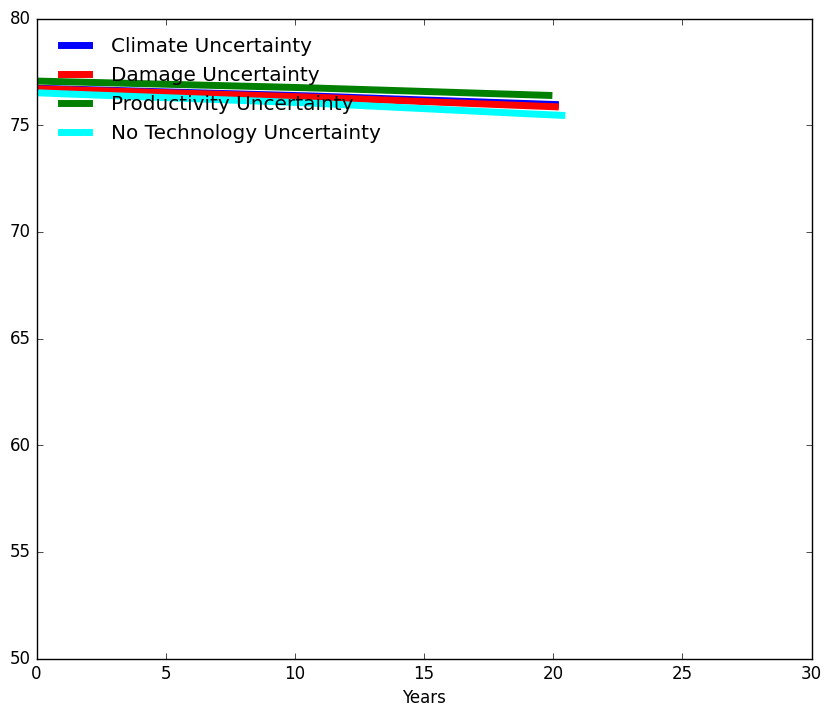 80
Climate Uncertainty
Damage Uncertainty
Productivity Uncertainty
No Technology Uncertainty
75
70
65
60
55
50
0 5 10 15 20 25 30
Years